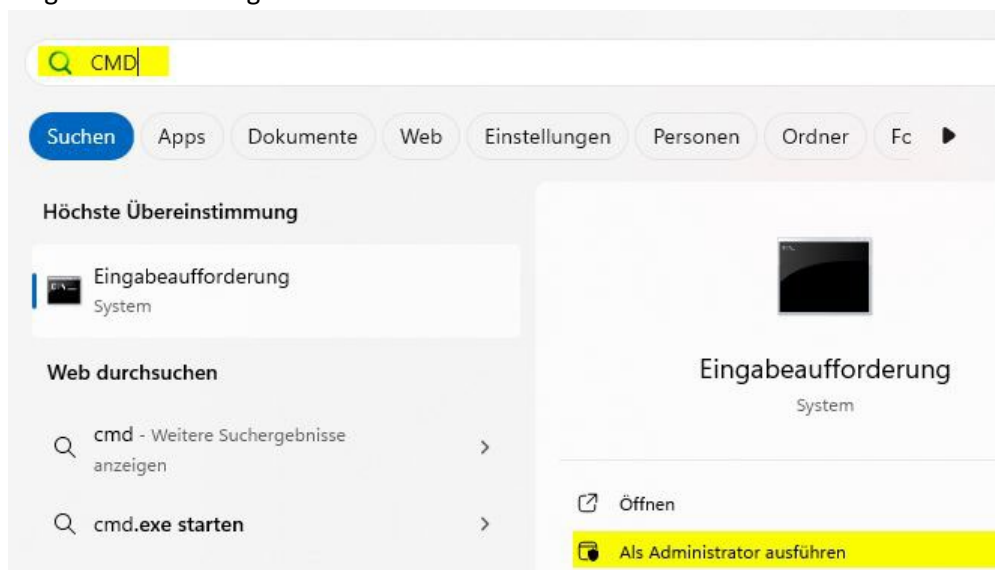 CMD
Suchen Apps Dokumente Web Einstellungen Personen Ordner Fc
Höchste Übereinstimmung
Eingabeaufforderung
System
Web durchsuchen
cmd - Weitere Suchergebnisse
anzeigen
cmd.exe starten
Eingabeaufforderung
System
Öffnen
Als Administrator ausführen